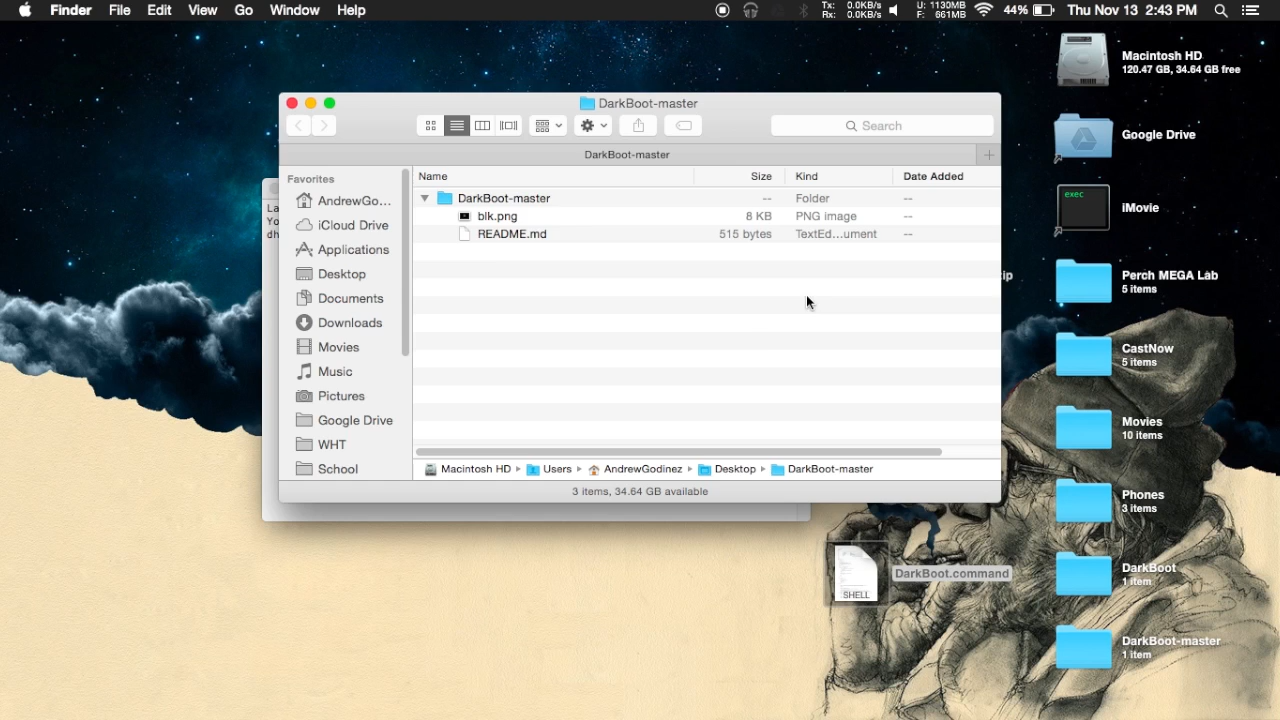 Finder File Edit View Go Window Help
Tx: 0.0KB/s
Rx: 0.0KB/s
U: 1130MB
F: 661MB
44% Thu Nov 13 2:43 PM
DarkBoot-master
Search
DarkBoot-master
Favorites
AndrewGo...
iCloud Drive
Applications
Desktop
Documents
Downloads
Movies
Music
Pictures
Google Drive
WHT
School
Name Size Kind Date Added
DarkBoot-master -- Folder --
blk.png 8 KB PNG image --
README.md 515 bytes TextEd...ument --
Macintosh HD Users AndrewGodinez Desktop DarkBoot-master
3 items, 34.64 GB available
La
Yo
dh
ip
SHELL
DarkBoot.command
Macintosh HD
120.47 GB, 34.64 GB free
Google Drive
exec
iMovie
Perch MEGA Lab
5 items
CastNow
5 items
Movies
10 items
Phones
3 items
DarkBoot
1 item
DarkBoot-master
1 item